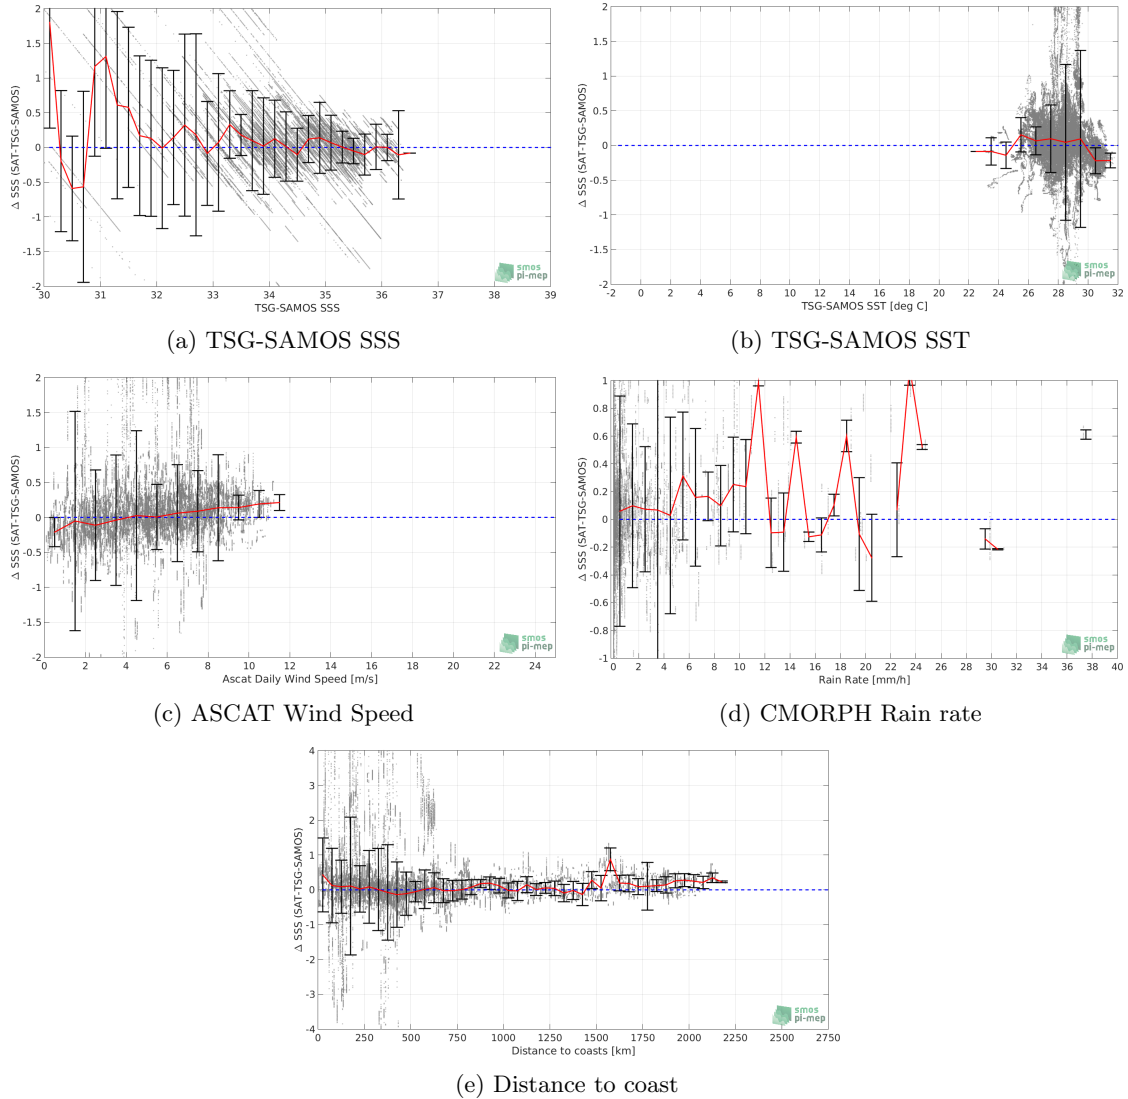 2
1.5
1
0.5
0
-0.5
-1
-1.5
-2
Δ SSS (SAT-TSG-SAMOS)
30 31 32 33 34 35 36 37 38 39
TSG-SAMOS SSS
smos
pi-mep
(a) TSG-SAMOS SSS
2
1.5
1
0.5
0
-0.5
-1
-1.5
-2
Δ SSS (SAT-TSG-SAMOS)
-2 0 2 4 6 8 10 12 14 16 18 20 22 24 26 28 30 32
TSG-SAMOS SST [deg C]
smos
pi-mep
(b) TSG-SAMOS SST
2
1.5
1
0.5
0
-0.5
-1
-1.5
-2
Δ SSS (SAT-TSG-SAMOS)
0 2 4 6 8 10 12 14 16 18 20 22 24
Ascat Daily Wind Speed [m/s]
smos
pi-mep
(c) ASCAT Wind Speed
1
0.8
0.6
0.4
0.2
0
-0.2
-0.4
-0.6
-0.8
-1
Δ SSS (SAT-TSG-SAMOS)
0 2 4 6 8 10 12 14 16 18 20 22 24 26 28 30 32 34 36 38 40
Rain Rate [mm/h]
smos
pi-mep
(d) CMORPH Rain rate
4
3
2
1
0
-1
-2
-3
-4
Δ SSS (SAT-TSG-SAMOS)
0 250 500 750 1000 1250 1500 1750 2000 2250 2500 2750
Distance to coasts [km]
smos
pi-mep
(e) Distance to coast